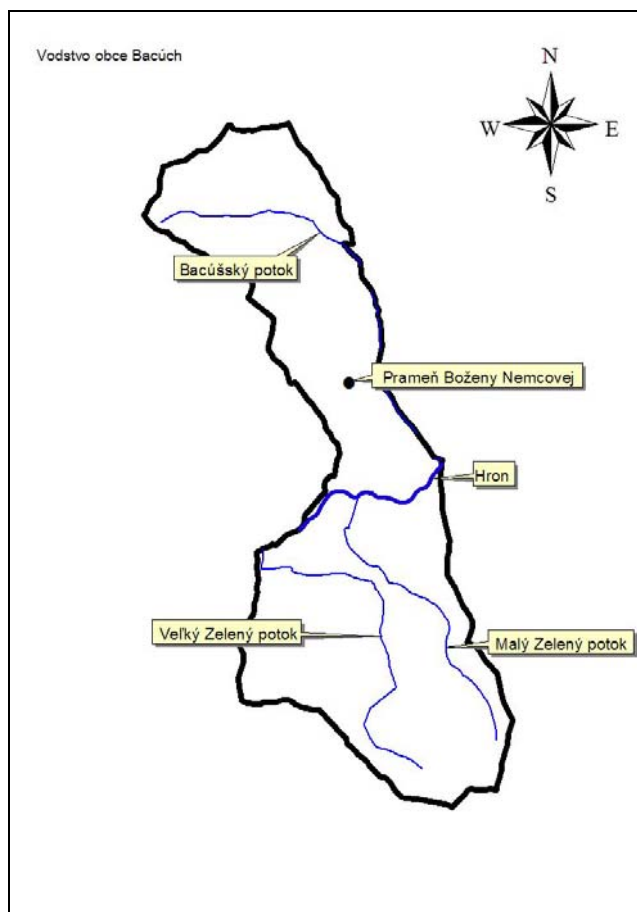 Vodstvo obce Bacúch
N
W E
S
Bacúšský potok
Prameň Boženy Nemcovej
Hron
Veľký Zelený potok
Malý Zelený potok